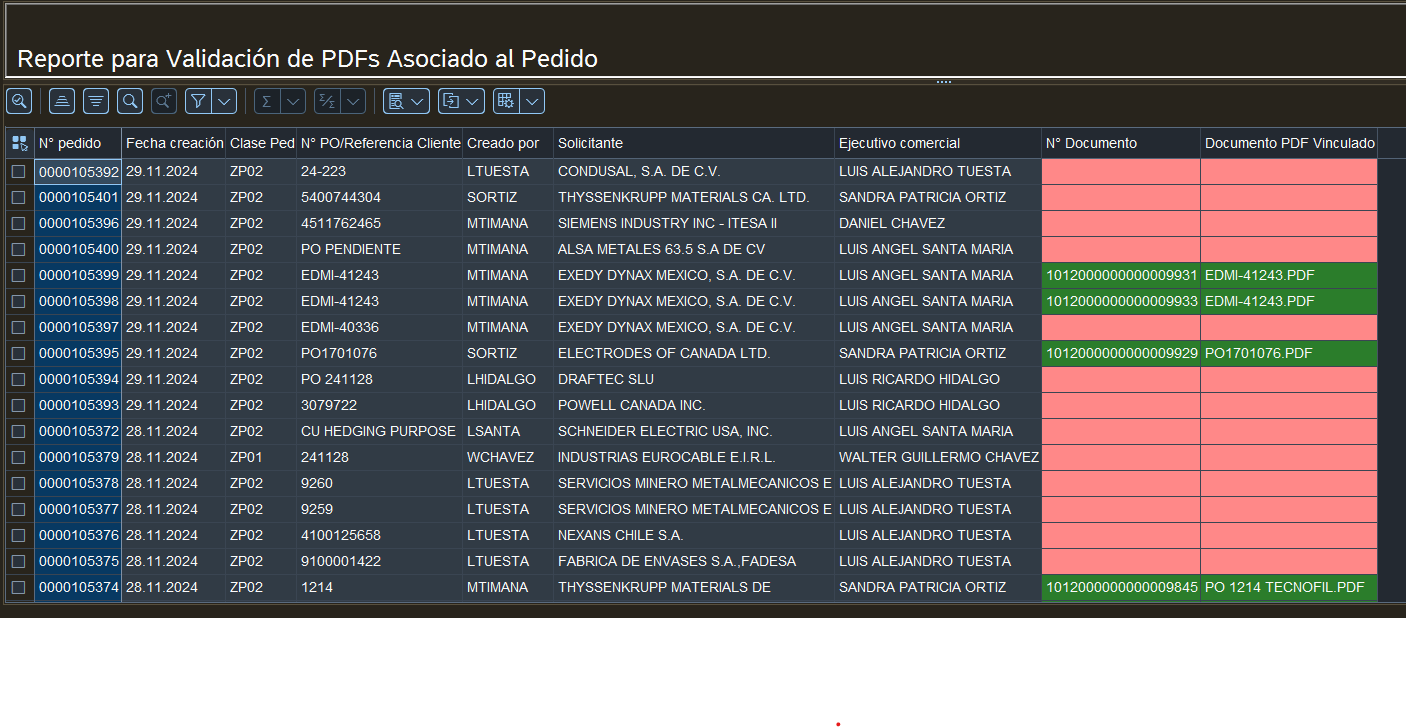 Reporte para Validación de PDFs Asociado al Pedido
N° pedido Fecha creación Clase Ped N° PO/Referencia Cliente Creado por Solicitante Ejecutivo comercial N° Documento Documento PDF Vinculado
0000105392 29.11.2024 ZP02 24-223 LTUESTA CONDUSAL, S.A. DE C.V. LUIS ALEJANDRO TUESTA
0000105401 29.11.2024 ZP02 5400744304 SORTIZ THYSSENKRUPP MATERIALS CA. LTD. SANDRA PATRICIA ORTIZ
0000105396 29.11.2024 ZP02 4511762465 MTIMANA SIEMENS INDUSTRY INC - ITESA II DANIEL CHAVEZ
0000105400 29.11.2024 ZP02 PO PENDIENTE MTIMANA ALSA METALES 63.5 S.A DE CV LUIS ANGEL SANTA MARIA
0000105399 29.11.2024 ZP02 EDMI-41243 MTIMANA EXEDY DYNAX MEXICO, S.A. DE C.V. LUIS ANGEL SANTA MARIA 1012000000000009931 EDMI-41243.PDF
0000105398 29.11.2024 ZP02 EDMI-41243 MTIMANA EXEDY DYNAX MEXICO, S.A. DE C.V. LUIS ANGEL SANTA MARIA 1012000000000009933 EDMI-41243.PDF
0000105397 29.11.2024 ZP02 EDMI-40336 MTIMANA EXEDY DYNAX MEXICO, S.A. DE C.V. LUIS ANGEL SANTA MARIA
0000105395 29.11.2024 ZP02 PO1701076 SORTIZ ELECTRODES OF CANADA LTD. SANDRA PATRICIA ORTIZ 1012000000000009929 PO1701076.PDF
0000105394 29.11.2024 ZP02 PO 241128 LHIDALGO DRAFTEC SLU LUIS RICARDO HIDALGO
0000105393 29.11.2024 ZP02 3079722 LHIDALGO POWELL CANADA INC. LUIS RICARDO HIDALGO
0000105372 28.11.2024 ZP02 CU HEDGING PURPOSE LSANTA SCHNEIDER ELECTRIC USA, INC. LUIS ANGEL SANTA MARIA
0000105379 28.11.2024 ZP01 241128 WCHAVEZ INDUSTRIAS EUROCABLE E.I.R.L. WALTER GUILLERMO CHAVEZ
0000105378 28.11.2024 ZP02 9260 LTUESTA SERVICIOS MINERO METALMECANICOS E LUIS ALEJANDRO TUESTA
0000105377 28.11.2024 ZP02 9259 LTUESTA SERVICIOS MINERO METALMECANICOS E LUIS ALEJANDRO TUESTA
0000105376 28.11.2024 ZP02 4100125658 LTUESTA NEXANS CHILE S.A. LUIS ALEJANDRO TUESTA
0000105375 28.11.2024 ZP02 9100001422 LTUESTA FABRICA DE ENVASES S.A.,FADESA LUIS ALEJANDRO TUESTA
0000105374 28.11.2024 ZP02 1214 MTIMANA THYSSENKRUPP MATERIALS DE SANDRA PATRICIA ORTIZ 1012000000000009845 PO 1214 TECNOFIL.PDF